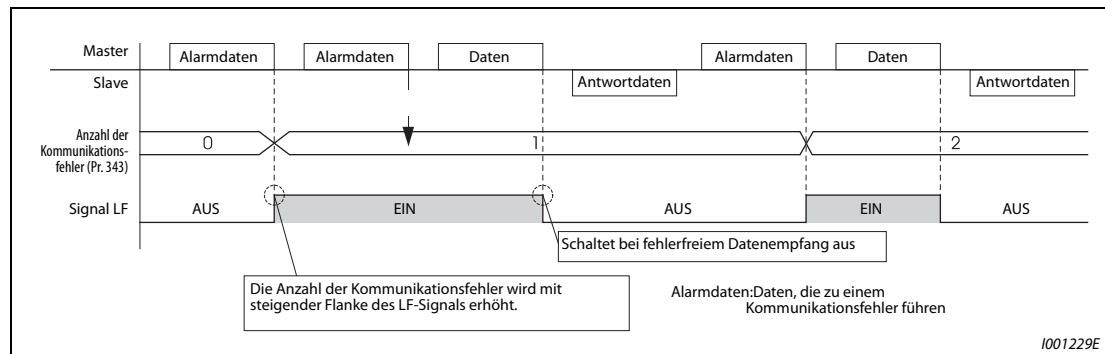 Master
Alarmdaten
Alarmdaten
Daten
Alarmdaten
Daten
Slave
Antwortdaten
Antwortdaten
Anzahl der
Kommunikations-
fehler (Pr. 343)
0
1
2
Signal LF
AUS
EIN
AUS
EIN
AUS
Schaltet bei fehlerfreiem Datenempfang aus
Die Anzahl der Kommunikationsfehler wird mit
steigender Flanke des LF-Signals erhöht.
Alarmdaten:Daten, die zu einem
Kommunikationsfehler führen
I001229E